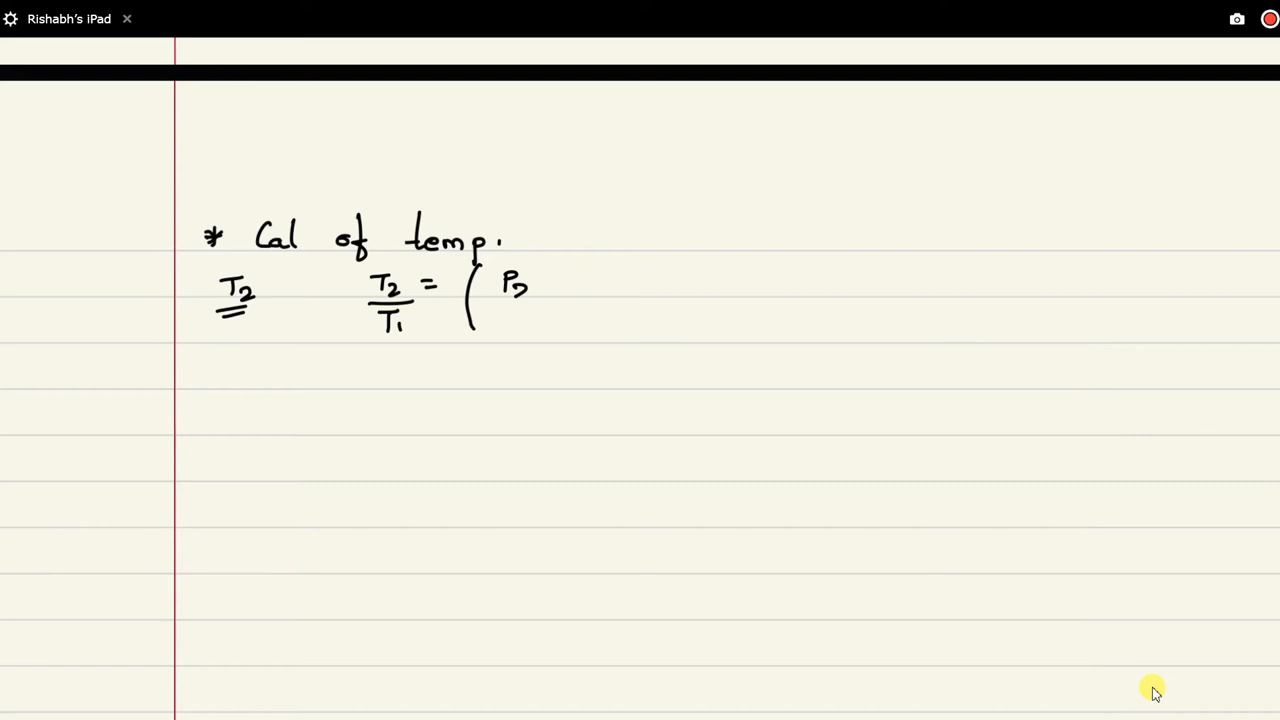 Rishabh's iPad
* Cal of temp.
T₂ T₂/T₁ = ( P₂